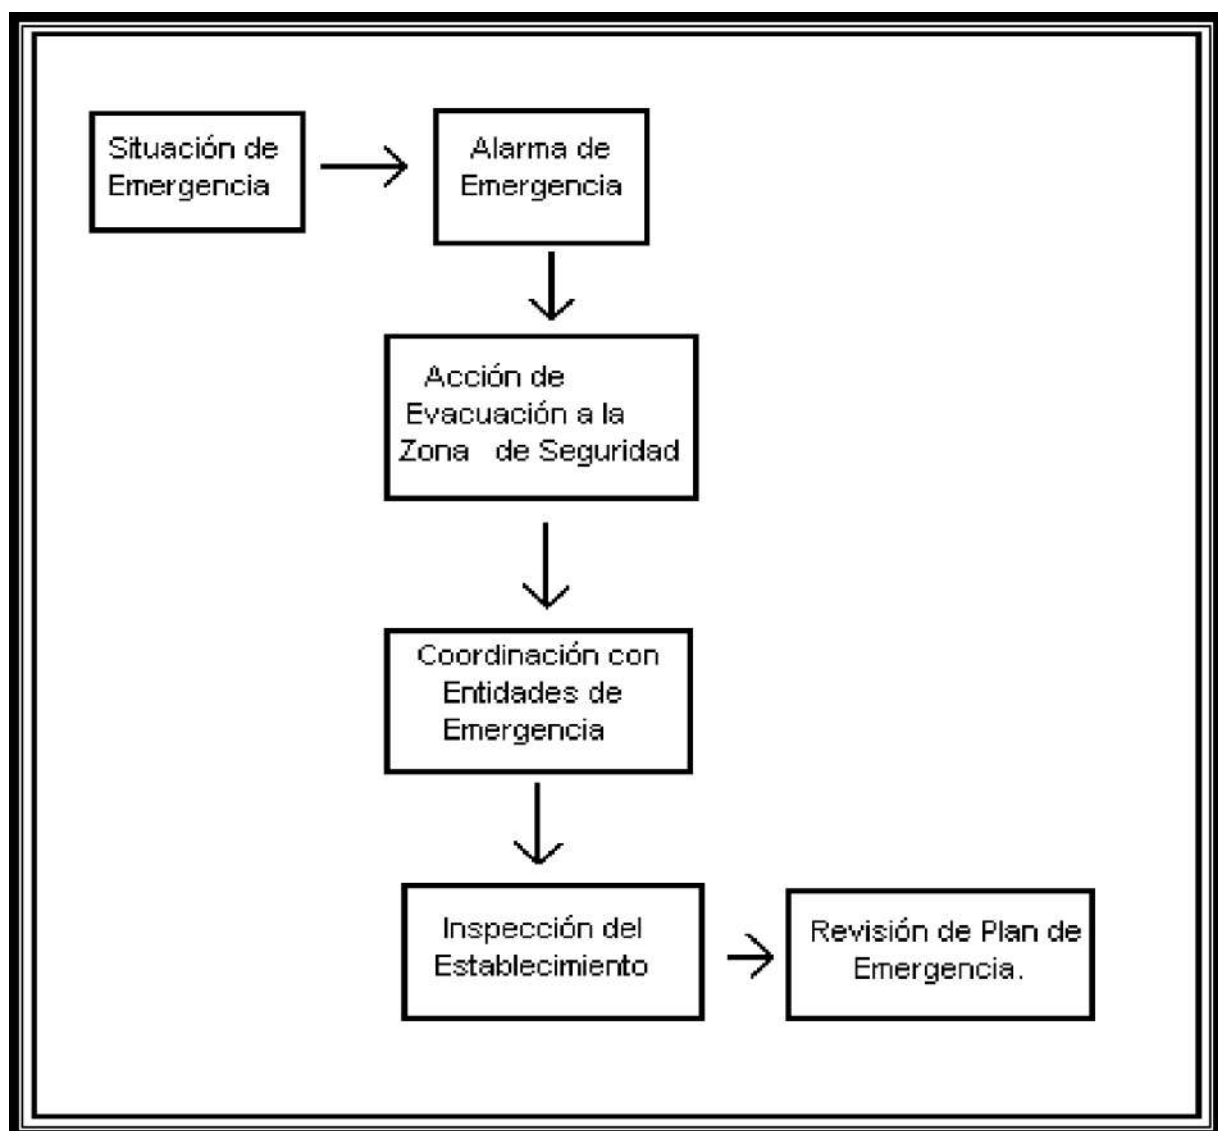 Situación de
Emergencia
Alarma de
Emergencia
Acción de
Evacuación a la
Zona de Seguridad
Coordinación con
Entidades de
Emergencia
Inspección del
Establecimiento
Revisión de Plan de
Emergencia.